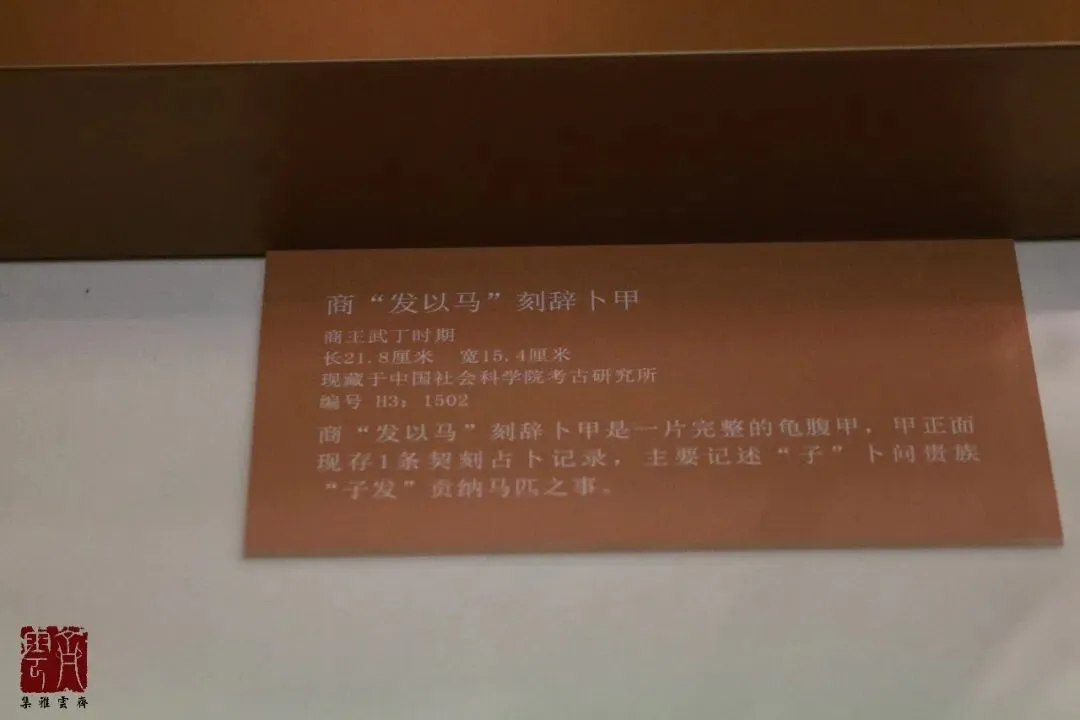 商“发以马”刻辞卜甲
商王武丁时期
长21.8厘米　宽15.4厘米
现藏于中国社会科学院考古研究所
编号 H3：1502
商“发以马”刻辞卜甲是一片完整的龟腹甲，甲正面
现存1条契刻占卜记录，主要记述“子”卜问贵族
“子发”贡纳马匹之事。
雲齊
集雅雲齊